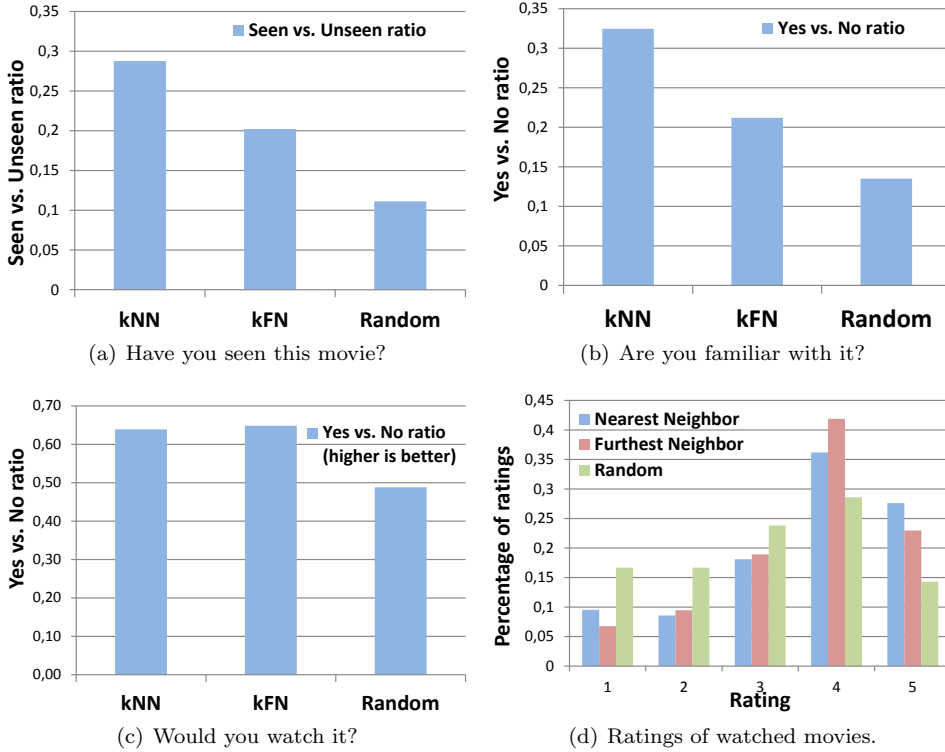 Seen vs. Unseen ratio
Seen vs. Unseen ratio
0,35
0,3
0,25
0,2
0,15
0,1
0,05
0
kNN kFN Random
(a) Have you seen this movie?
Yes vs. No ratio
Yes vs. No ratio
0,35
0,3
0,25
0,2
0,15
0,1
0,05
0
kNN kFN Random
(b) Are you familiar with it?
Yes vs. No ratio
Yes vs. No ratio
(higher is better)
0,70
0,60
0,50
0,40
0,30
0,20
0,10
0,00
kNN kFN Random
(c) Would you watch it?
Percentage of ratings
Nearest Neighbor
Furthest Neighbor
Random
0,45
0,4
0,35
0,3
0,25
0,2
0,15
0,1
0,05
0
1 2 3 4 5
Rating
(d) Ratings of watched movies.